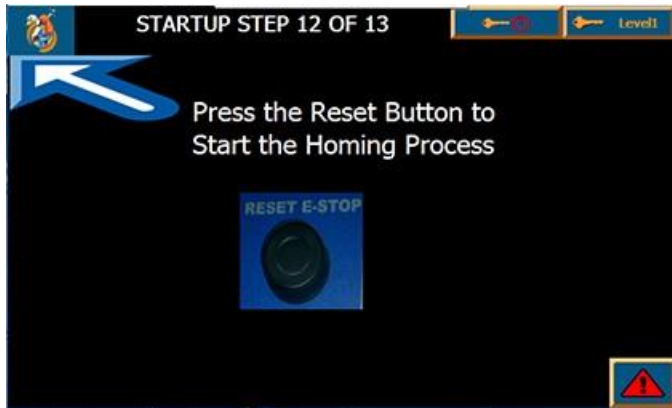 STARTUP STEP 12 OF 13
Level1
Press the Reset Button to
Start the Homing Process
RESET E-STOP